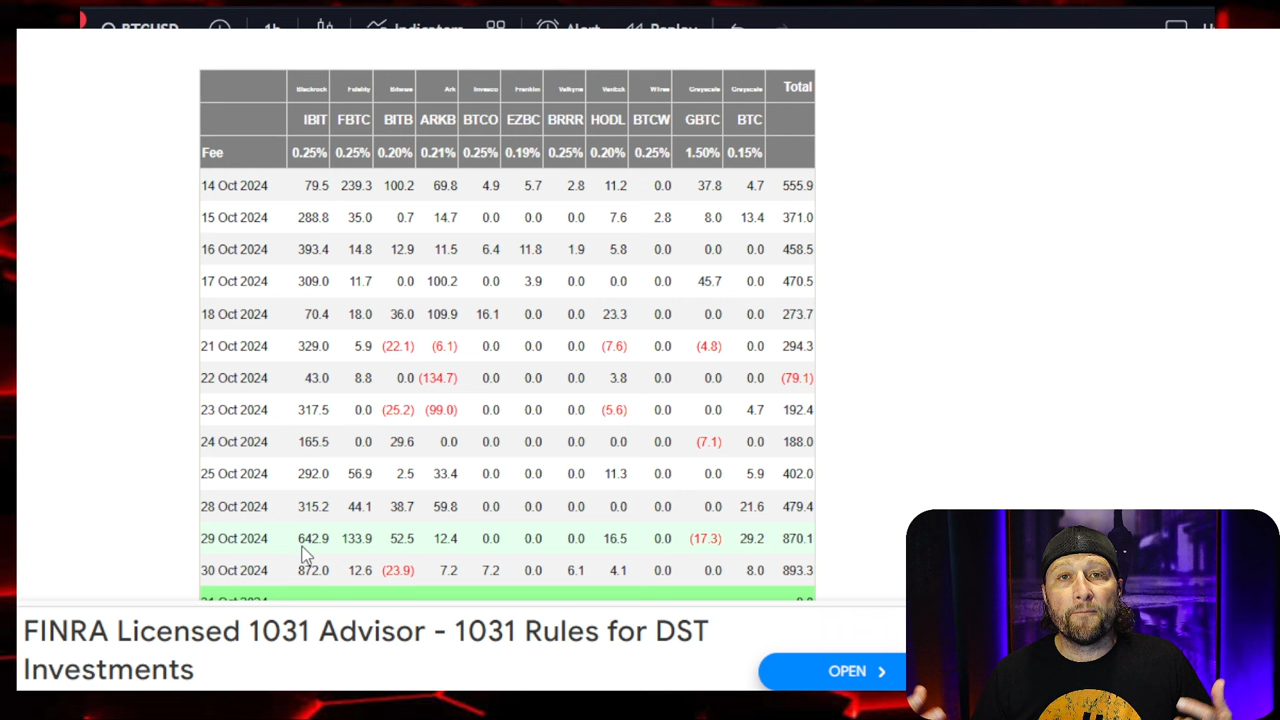 BTCUSD 1h Indicators Alert Replay
Blackrock Fidelity Bitwise Ark Invesco Franklin Valkyrie VanEck WTree Grayscale Grayscale Total
IBIT FBTC BITB ARKB BTCO EZBC BRRR HODL BTCW GBTC BTC
Fee 0.25% 0.25% 0.20% 0.21% 0.25% 0.19% 0.25% 0.20% 0.25% 1.50% 0.15%
14 Oct 2024 79.5 239.3 100.2 69.8 4.9 5.7 2.8 11.2 0.0 37.8 4.7 555.9
15 Oct 2024 288.8 35.0 0.7 14.7 0.0 0.0 0.0 7.6 2.8 8.0 13.4 371.0
16 Oct 2024 393.4 14.8 12.9 11.5 6.4 11.8 1.9 5.8 0.0 0.0 0.0 458.5
17 Oct 2024 309.0 11.7 0.0 100.2 0.0 3.9 0.0 0.0 0.0 45.7 0.0 470.5
18 Oct 2024 70.4 18.0 36.0 109.9 16.1 0.0 0.0 23.3 0.0 0.0 0.0 273.7
21 Oct 2024 329.0 5.9 (22.1) (6.1) 0.0 0.0 0.0 (7.6) 0.0 (4.8) 0.0 294.3
22 Oct 2024 43.0 8.8 0.0 (134.7) 0.0 0.0 0.0 3.8 0.0 0.0 0.0 (79.1)
23 Oct 2024 317.5 0.0 (25.2) (99.0) 0.0 0.0 0.0 (5.6) 0.0 0.0 4.7 192.4
24 Oct 2024 165.5 0.0 29.6 0.0 0.0 0.0 0.0 0.0 0.0 (7.1) 0.0 188.0
25 Oct 2024 292.0 56.9 2.5 33.4 0.0 0.0 0.0 11.3 0.0 0.0 5.9 402.0
28 Oct 2024 315.2 44.1 38.7 59.8 0.0 0.0 0.0 0.0 0.0 0.0 21.6 479.4
29 Oct 2024 642.9 133.9 52.5 12.4 0.0 0.0 0.0 16.5 0.0 (17.3) 29.2 870.1
30 Oct 2024 872.0 12.6 (23.9) 7.2 7.2 0.0 6.1 4.1 0.0 0.0 8.0 893.3
31 Oct 2024 0.0
FINRA Licensed 1031 Advisor - 1031 Rules for DST
Investments
OPEN